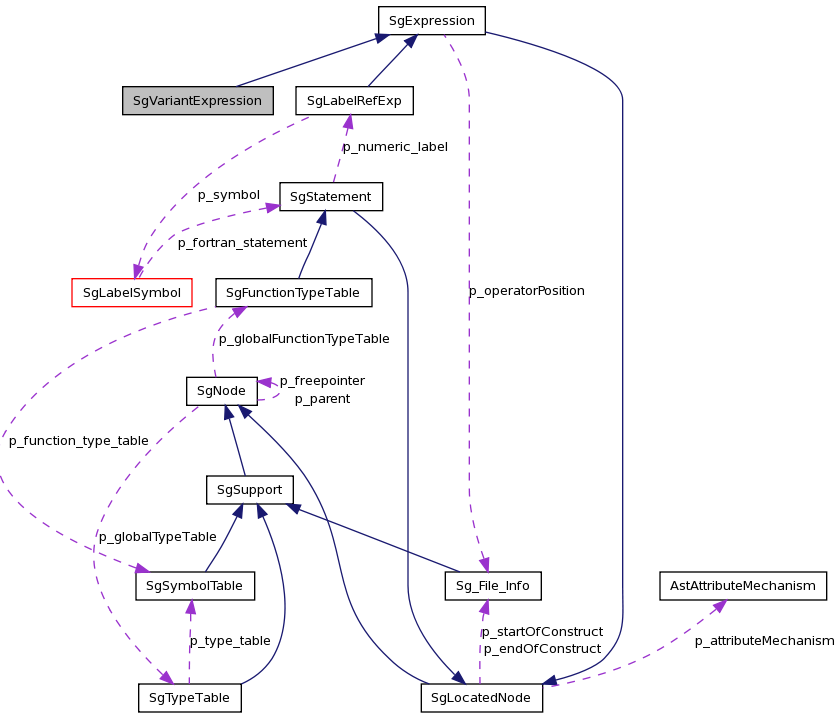 SgExpression
SgVariantExpression
SgLabelRefExp
p_numeric_label
p_symbol
SgStatement
p_fortran_statement
SgLabelSymbol
SgFunctionTypeTable
p_operatorPosition
p_globalFunctionTypeTable
SgNode
p_freepointer
p_parent
p_function_type_table
SgSupport
p_globalTypeTable
SgSymbolTable
Sg_File_Info
AstAttributeMechanism
p_type_table
p_startOfConstruct
p_endOfConstruct
p_attributeMechanism
SgTypeTable
SgLocatedNode